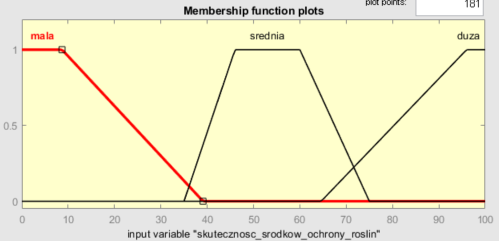 plot points:
181
Membership function plots
mala
srednia
duza
1
0.5
0
0 10 20 30 40 50 60 70 80 90 100
input variable "skutecznosc_srodkow_ochrony_roslin"